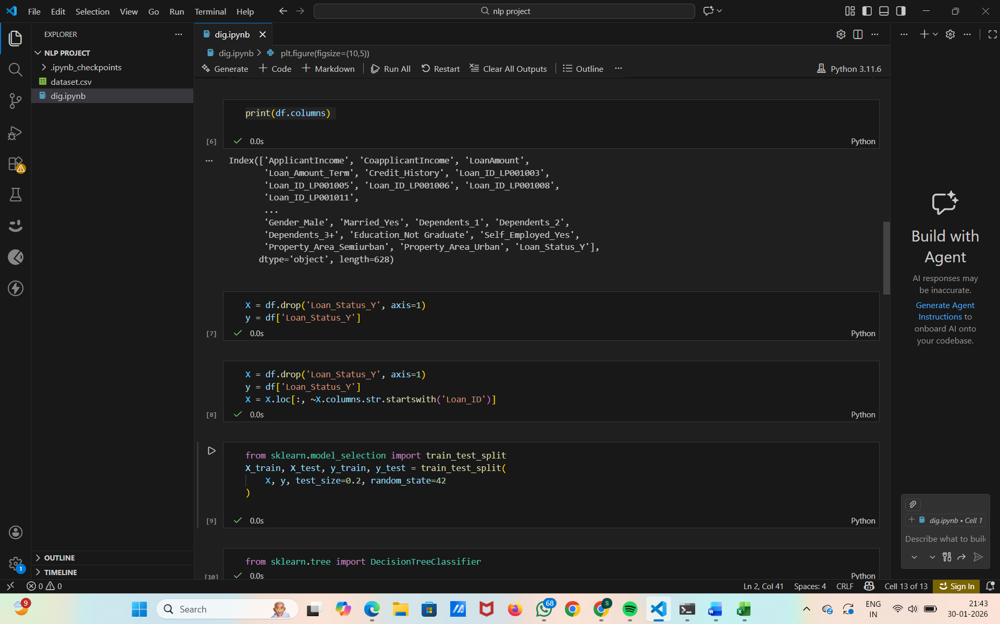 File Edit Selection View Go Run Terminal Help
nlp project
EXPLORER
NLP PROJECT
.ipynb_checkpoints
dataset.csv
dig.ipynb
OUTLINE
TIMELINE
dig.ipynb
dig.ipynb > plt.figure(figsize=(10,5))
Generate + Code + Markdown Run All Restart Clear All Outputs Outline ...
Python 3.11.6
print(df.columns)
[6] 0.0s Python
Index(['ApplicantIncome', 'CoapplicantIncome', 'LoanAmount',
'Loan_Amount_Term', 'Credit_History', 'Loan_ID_LP001003',
'Loan_ID_LP001005', 'Loan_ID_LP001006', 'Loan_ID_LP001008',
'Loan_ID_LP001011',
...
'Gender_Male', 'Married_Yes', 'Dependents_1', 'Dependents_2',
'Dependents_3+', 'Education_Not Graduate', 'Self_Employed_Yes',
'Property_Area_Semiurban', 'Property_Area_Urban', 'Loan_Status_Y'],
dtype='object', length=628)
X = df.drop('Loan_Status_Y', axis=1)
y = df['Loan_Status_Y']
[7] 0.0s Python
X = df.drop('Loan_Status_Y', axis=1)
y = df['Loan_Status_Y']
X = X.loc[:, ~X.columns.str.startswith('Loan_ID')]
[8] 0.0s Python
from sklearn.model_selection import train_test_split
X_train, X_test, y_train, y_test = train_test_split(
X, y, test_size=0.2, random_state=42
)
[9] 0.0s Python
from sklearn.tree import DecisionTreeClassifier
[10] 0.0s Python
Build with
Agent
AI responses may
be inaccurate.
Generate Agent
Instructions to
onboard AI onto
your codebase.
+ dig.ipynb • Cell 1
Describe what to buil
1
0 0
Ln 2, Col 41 Spaces: 4 CRLF Cell 13 of 13 Sign In
9
Search
68
S
ENG
IN
21:43
30-01-2026